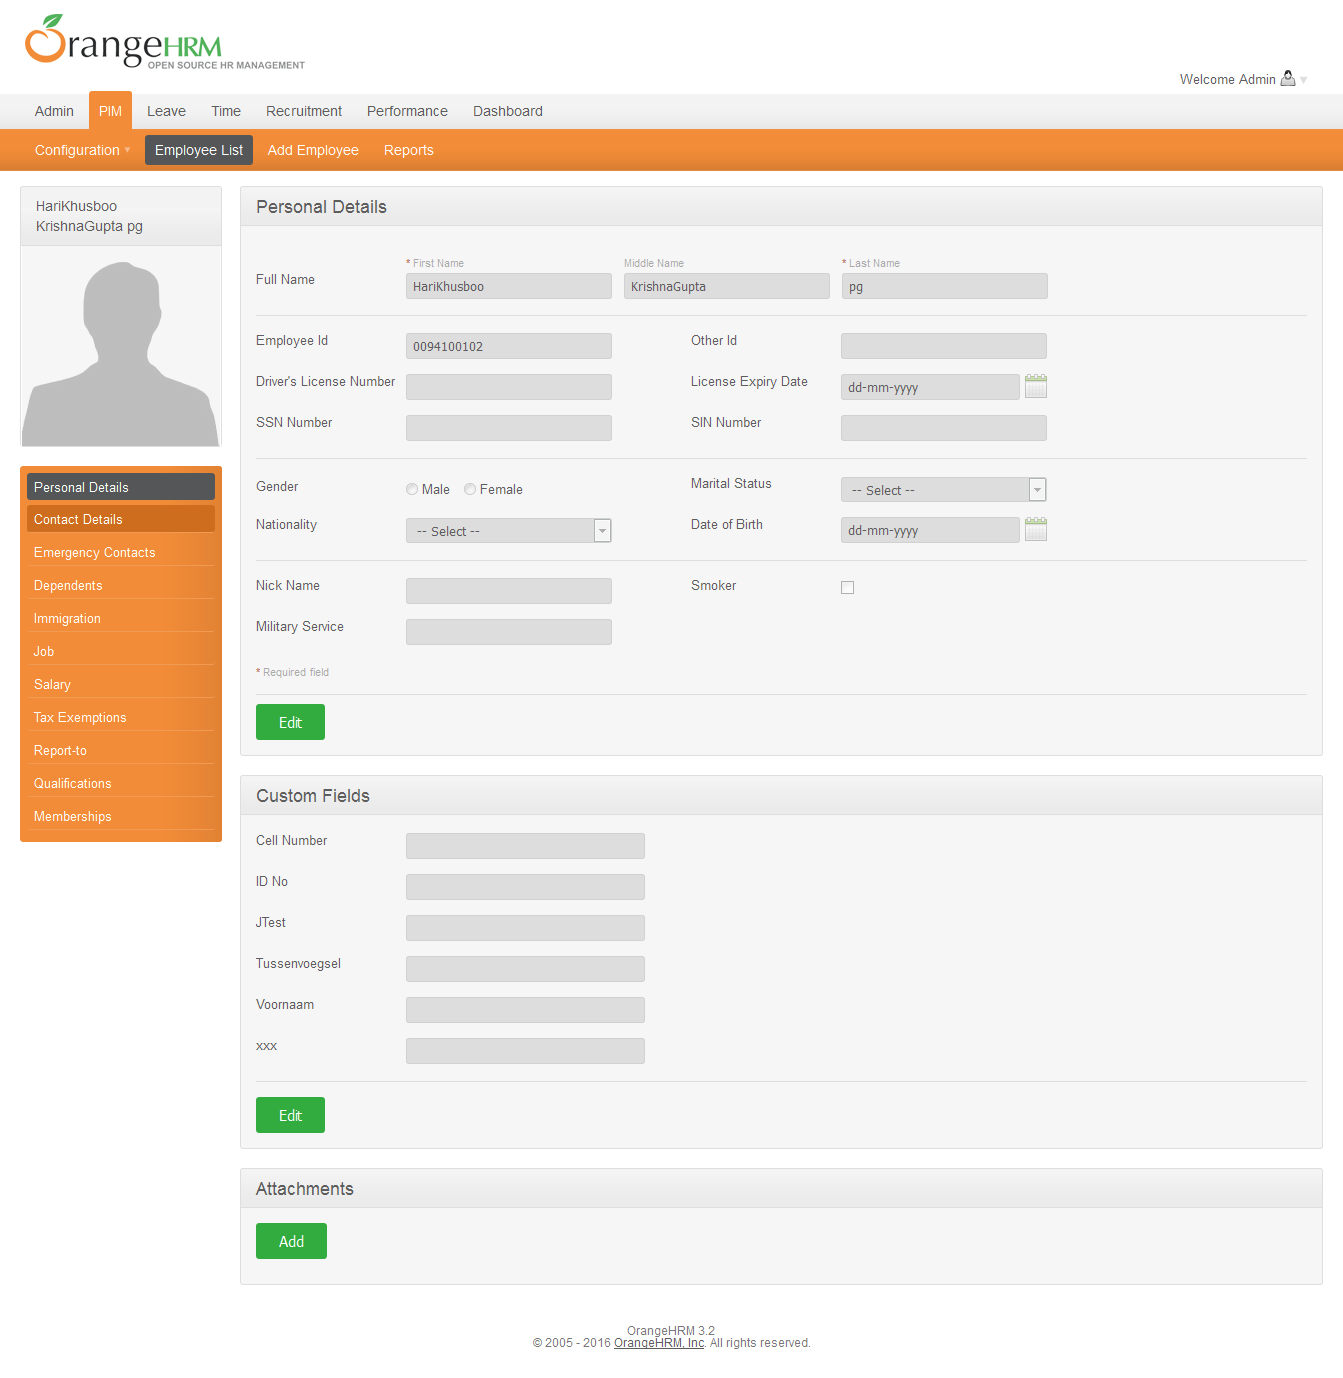 OrangeHRM
OPEN SOURCE HR MANAGEMENT
Welcome Admin
Admin PIM Leave Time Recruitment Performance Dashboard
Configuration Employee List Add Employee Reports
HariKhusboo
KrishnaGupta pg
Personal Details
Contact Details
Emergency Contacts
Dependents
Immigration
Job
Salary
Tax Exemptions
Report-to
Qualifications
Memberships
Personal Details
* First Name Middle Name * Last Name
Full Name HariKhusboo KrishnaGupta pg
Employee Id 0094100102 Other Id
Driver's License Number License Expiry Date dd-mm-yyyy
SSN Number SIN Number
Gender Male Female Marital Status -- Select --
Nationality -- Select -- Date of Birth dd-mm-yyyy
Nick Name Smoker
Military Service
* Required field
Edit
Custom Fields
Cell Number
ID No
JTest
Tussenvoegsel
Voornaam
xxx
Edit
Attachments
Add
OrangeHRM 3.2
© 2005 - 2016 OrangeHRM, Inc. All rights reserved.